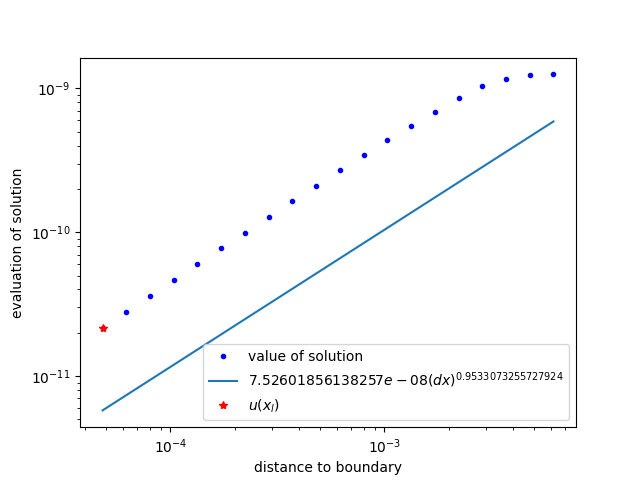 10⁻⁹
10⁻¹⁰
10⁻¹¹
evaluation of solution
value of solution
7.52601856138257e − 08(dx)^0.9533073255727924
u(x_l)
10⁻⁴ 10⁻³
distance to boundary